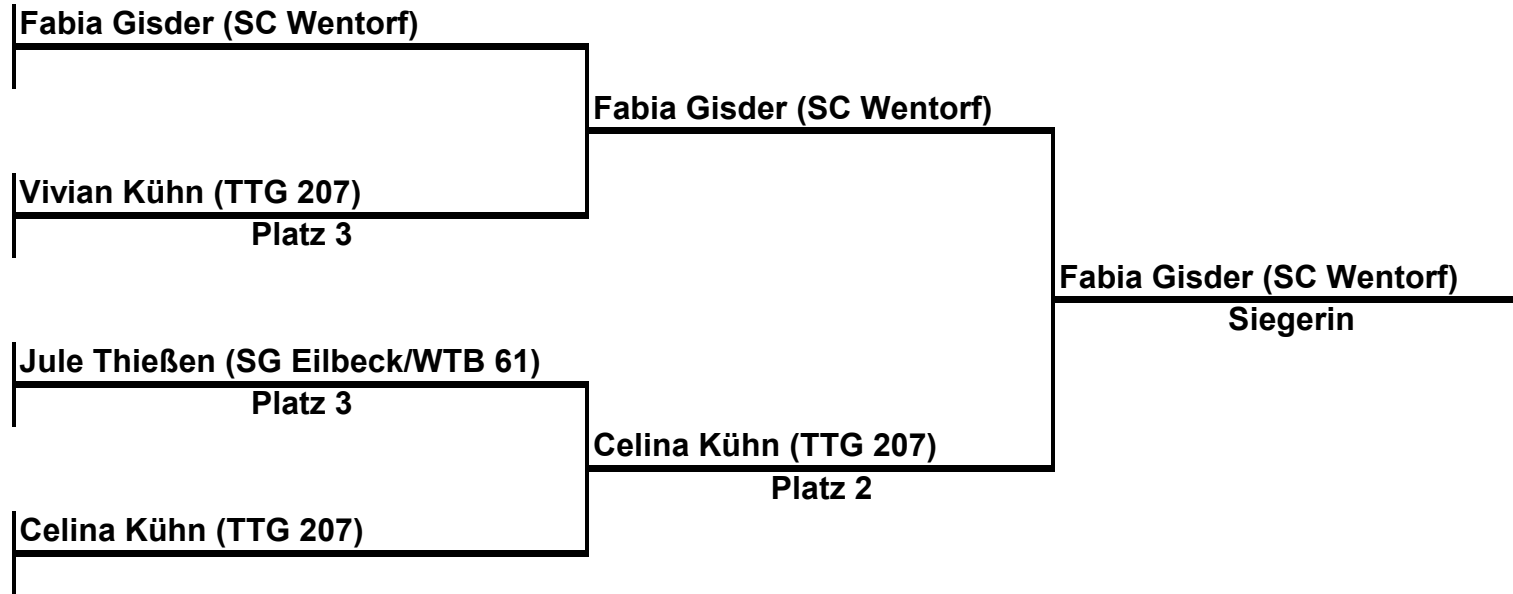 Fabia Gisder (SC Wentorf)
Fabia Gisder (SC Wentorf)
Vivian Kühn (TTG 207)
Platz 3
Fabia Gisder (SC Wentorf)
Siegerin
Jule Thießen (SG Eilbeck/WTB 61)
Platz 3
Celina Kühn (TTG 207)
Platz 2
Celina Kühn (TTG 207)